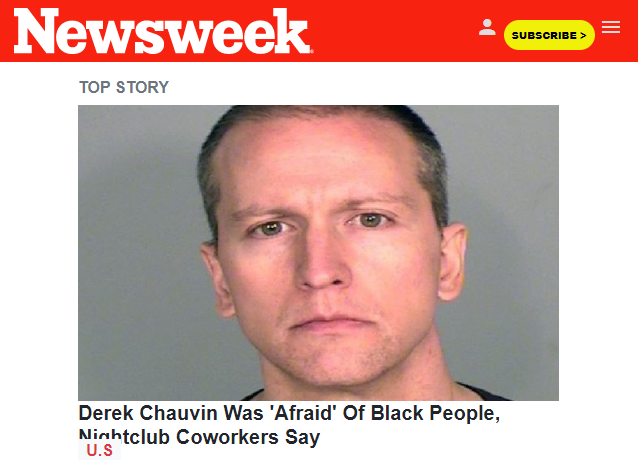 Newsweek
SUBSCRIBE >
TOP STORY
Derek Chauvin Was 'Afraid' Of Black People,
Nightclub Coworkers Say
U.S